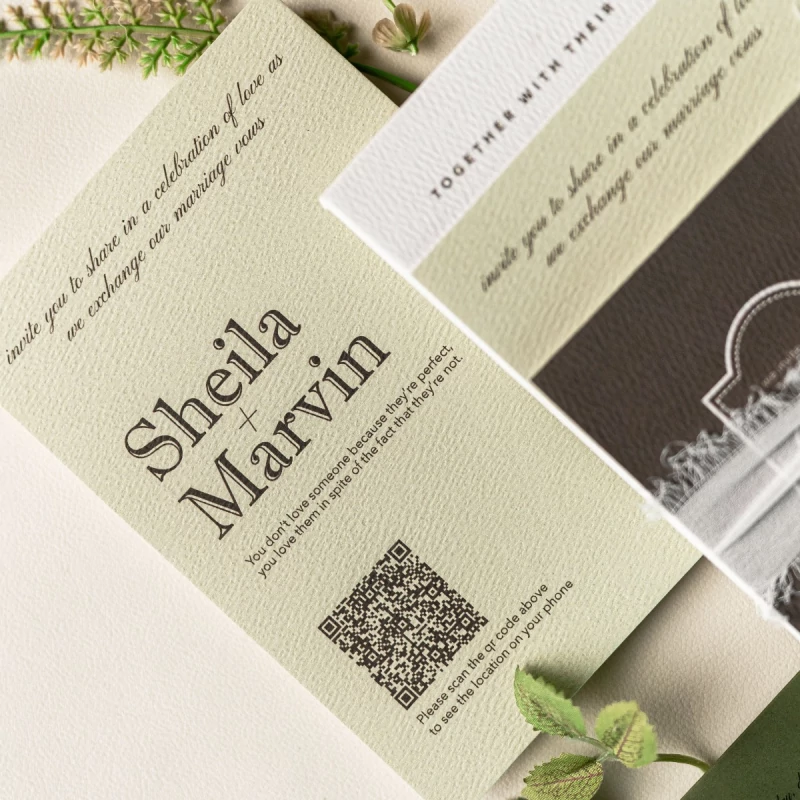 invite you to share in a celebration of love as
we exchange our marriage vows
Sheila
+
Marvin
You don't love someone because they're perfect,
you love them in spite of the fact that they're not.
Please scan the qr code above
to see the location on your phone
TOGETHER WITH THEIR
invite you to share in a celebration of
we exchange our marriage vows